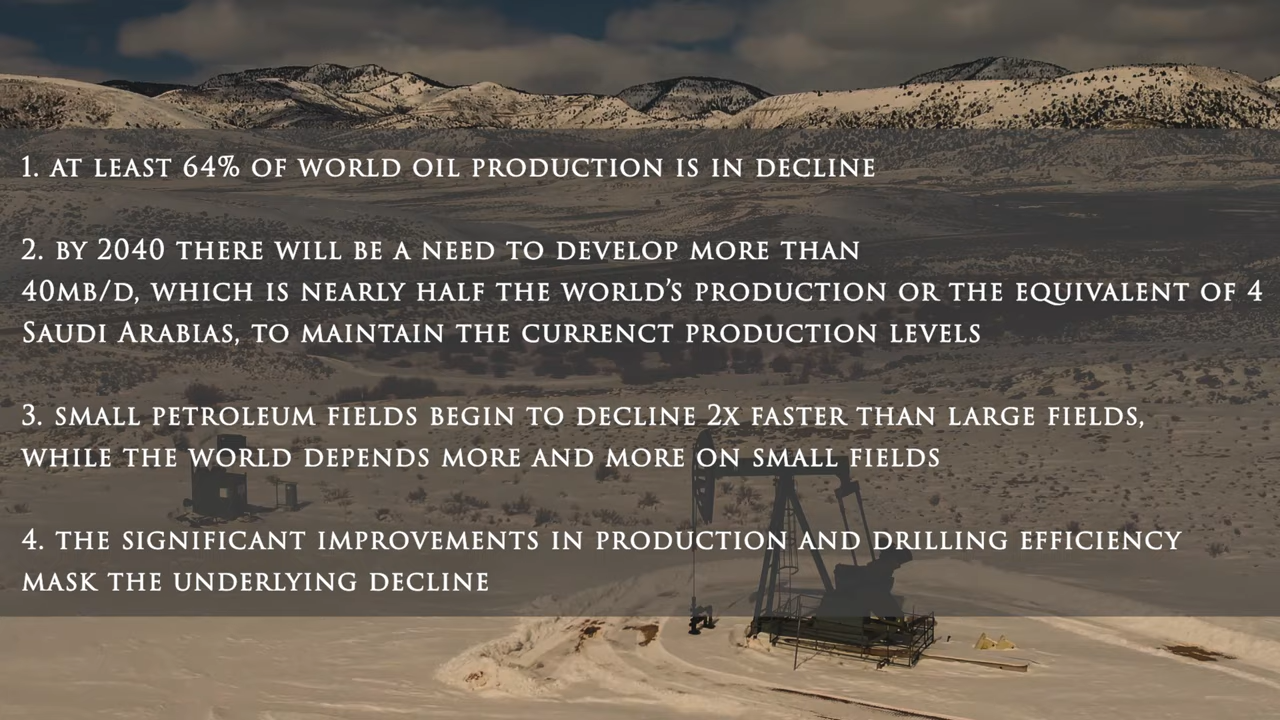 1. AT LEAST 64% OF WORLD OIL PRODUCTION IS IN DECLINE
2. BY 2040 THERE WILL BE A NEED TO DEVELOP MORE THAN
40MB/D, WHICH IS NEARLY HALF THE WORLD'S PRODUCTION OR THE EQUIVALENT OF 4
SAUDI ARABIAS, TO MAINTAIN THE CURRENCT PRODUCTION LEVELS
3. SMALL PETROLEUM FIELDS BEGIN TO DECLINE 2X FASTER THAN LARGE FIELDS,
WHILE THE WORLD DEPENDS MORE AND MORE ON SMALL FIELDS
4. THE SIGNIFICANT IMPROVEMENTS IN PRODUCTION AND DRILLING EFFICIENCY
MASK THE UNDERLYING DECLINE